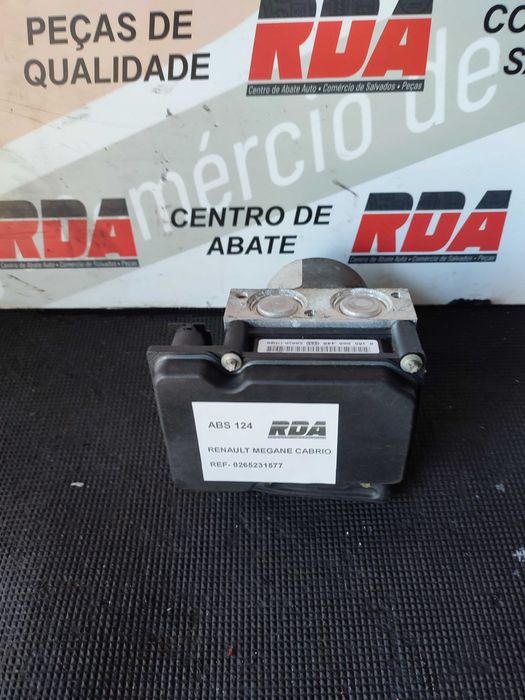 PEÇAS DE
QUALIDADE
RDA
Centro de Abate Auto • Comércio de Salvados • Peças
CO
mércio de
RDA
Centro de Abate Auto • Comércio de Salvados • Peças
CENTRO DE
ABATE
RDA
Centro de Abate Auto • Comércio de Salvados • Peças
ABS 124
RDA
RENAULT MEGANE CABRIO
REF- 0265231577